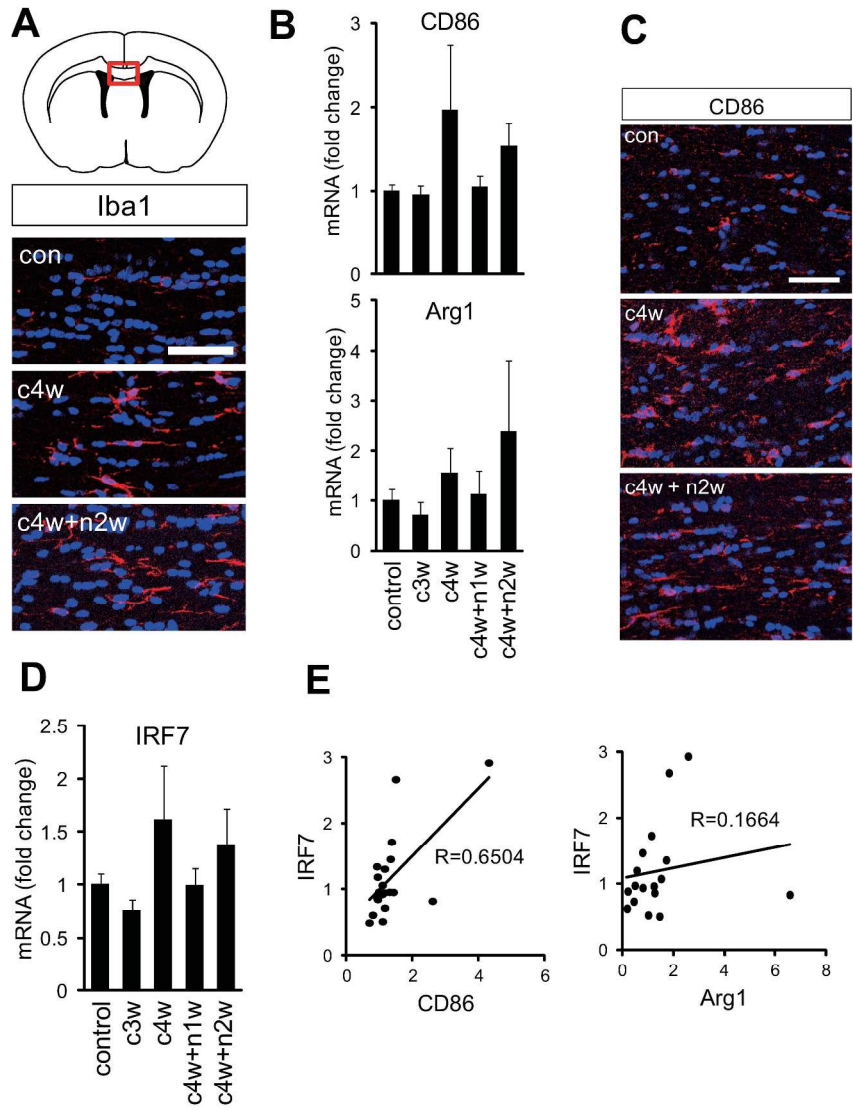 A
Iba1
con
c4w
c4w+n2w
B
CD86
mRNA (fold change)
3
2
1
0
Arg1
mRNA (fold change)
5
4
3
2
1
0
control
c3w
c4w
c4w+n1w
c4w+n2w
C
CD86
con
c4w
c4w + n2w
D
IRF7
mRNA (fold change)
2.5
2
1.5
1
0.5
0
control
c3w
c4w
c4w+n1w
c4w+n2w
E
IRF7
3
2
1
0
R=0.6504
0 2 4 6
CD86
IRF7
3
2
1
0
R=0.1664
0 2 4 6 8
Arg1